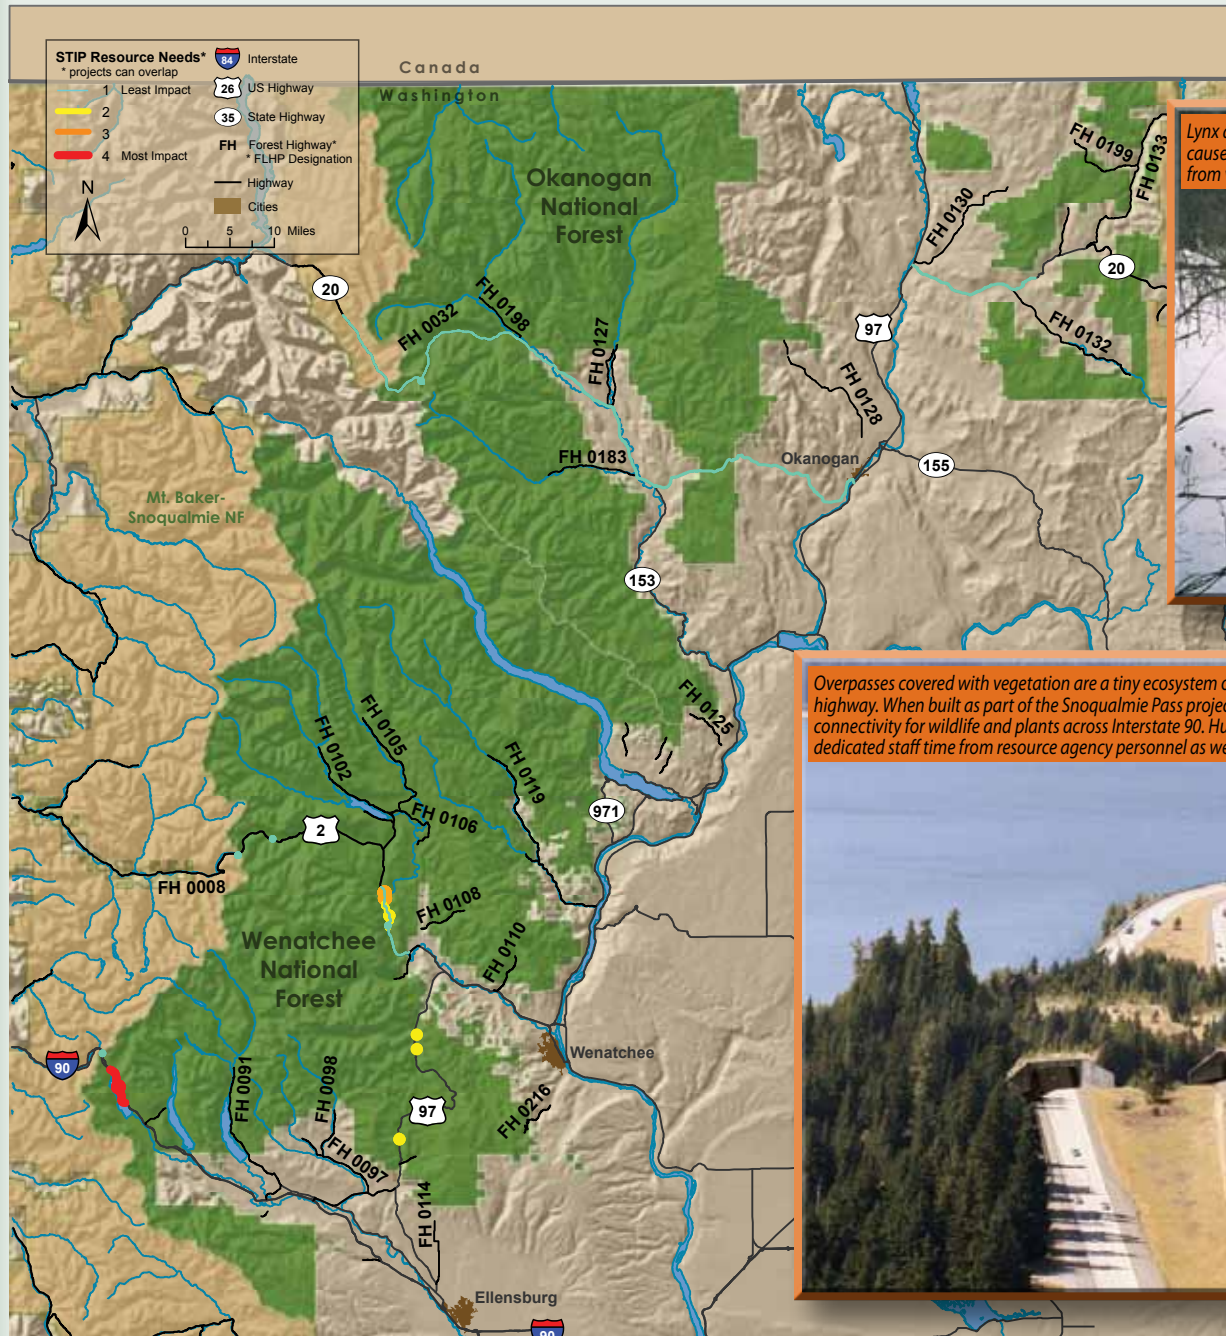 STIP Resource Needs*
* projects can overlap
1 Least Impact
2
3
4 Most Impact
N
84 Interstate
26 US Highway
35 State Highway
FH Forest Highway*
* FLHP Designation
Highway
Cities
0 5 10 Miles
Canada
Washington
Okanogan
National
Forest
FH 0199
FH 0133
FH 0130
20
20
FH 0032
FH 0198
FH 0127
97
FH 0132
FH 0128
FH 0183
Okanogan
155
Mt. Baker-
Snoqualmie NF
153
FH 0125
FH 0105
FH 0102
FH 0119
FH 0106
971
2
FH 0008
FH 0108
FH 0110
Wenatchee
National
Forest
Wenatchee
90
FH 0091
FH 0098
97
FH 0216
FH 0097
FH 0114
Ellensburg
90
Lynx
cause
from
Overpasses covered with vegetation are a tiny ecosystem
highway. When built as part of the Snoqualmie Pass
connectivity for wildlife and plants across Interstate 90.
dedicated staff time from resource agency personnel as